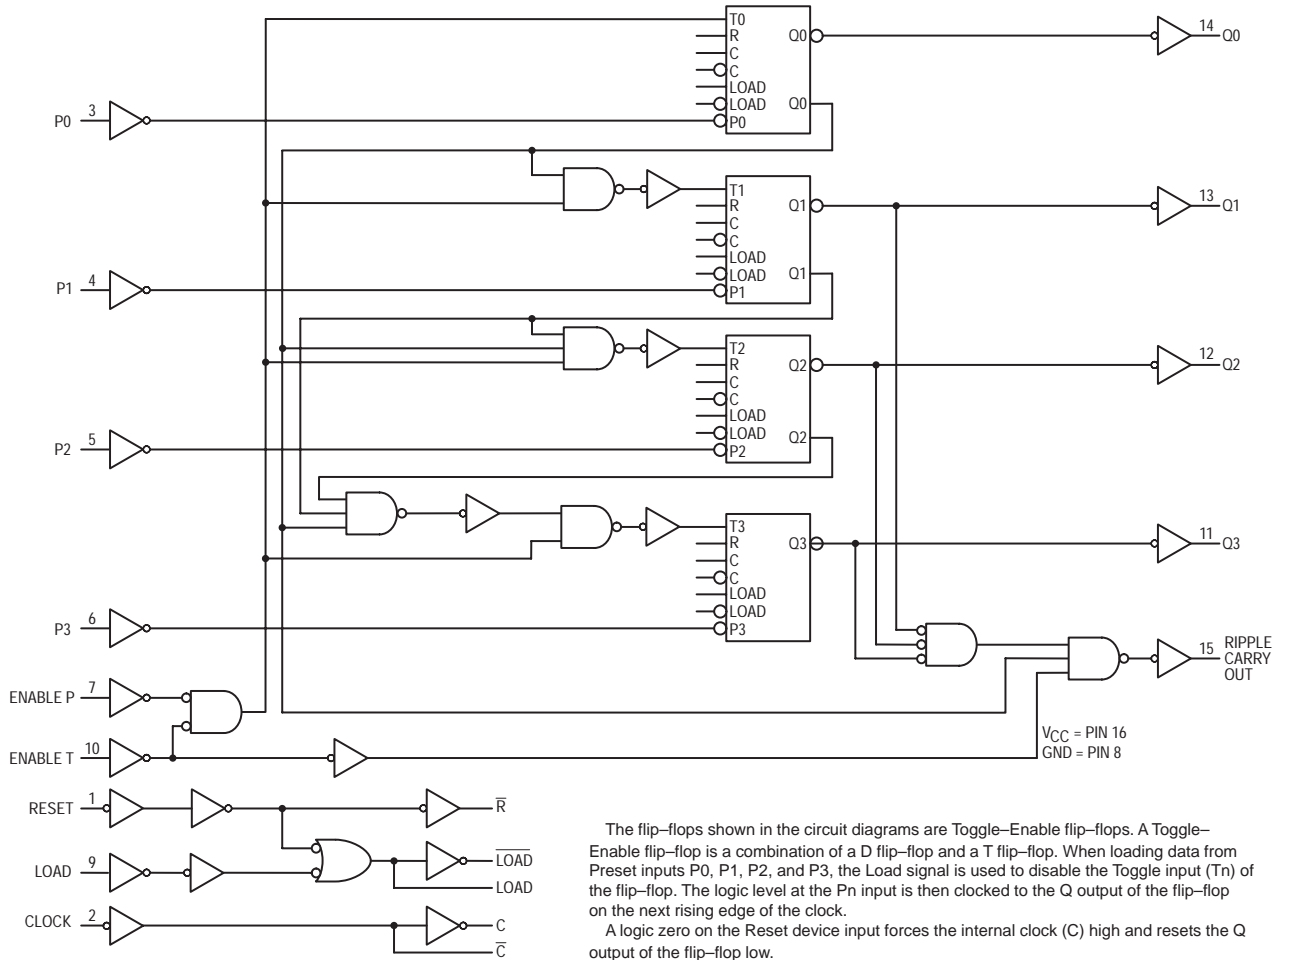 T0
R
C
C
LOAD
LOAD
P0
Q0
Q0
14
Q0
P0
3
T1
R
C
C
LOAD
LOAD
P1
Q1
Q1
13
Q1
P1
4
T2
R
C
C
LOAD
LOAD
P2
Q2
Q2
12
Q2
P2
5
T3
R
C
C
LOAD
LOAD
P3
Q3
11
Q3
P3
6
15
RIPPLE
CARRY
OUT
ENABLE P
7
ENABLE T
10
VCC = PIN 16
GND = PIN 8
RESET
1
R̅
LOAD
9
L̅O̅A̅D̅
LOAD
CLOCK
2
C
C̅
The flip–flops shown in the circuit diagrams are Toggle–Enable flip–flops. A Toggle–
Enable flip–flop is a combination of a D flip–flop and a T flip–flop. When loading data from
Preset inputs P0, P1, P2, and P3, the Load signal is used to disable the Toggle input (Tn) of
the flip–flop. The logic level at the Pn input is then clocked to the Q output of the flip–flop
on the next rising edge of the clock.
A logic zero on the Reset device input forces the internal clock (C) high and resets the Q
output of the flip–flop low.